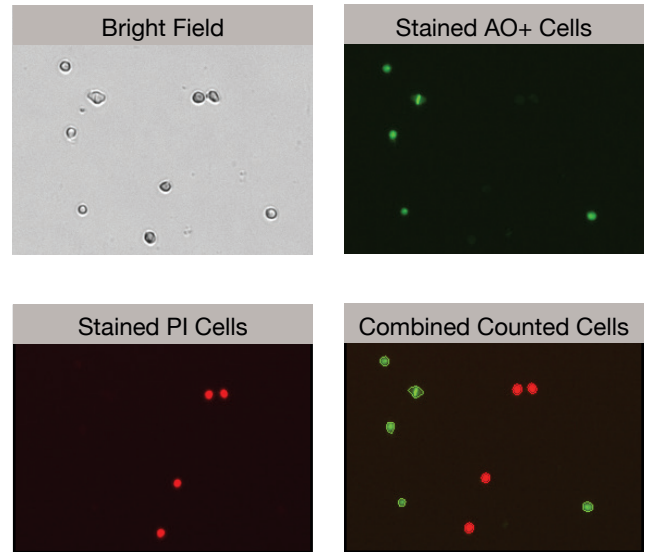 Bright Field
Stained AO+ Cells
Stained PI Cells
Combined Counted Cells